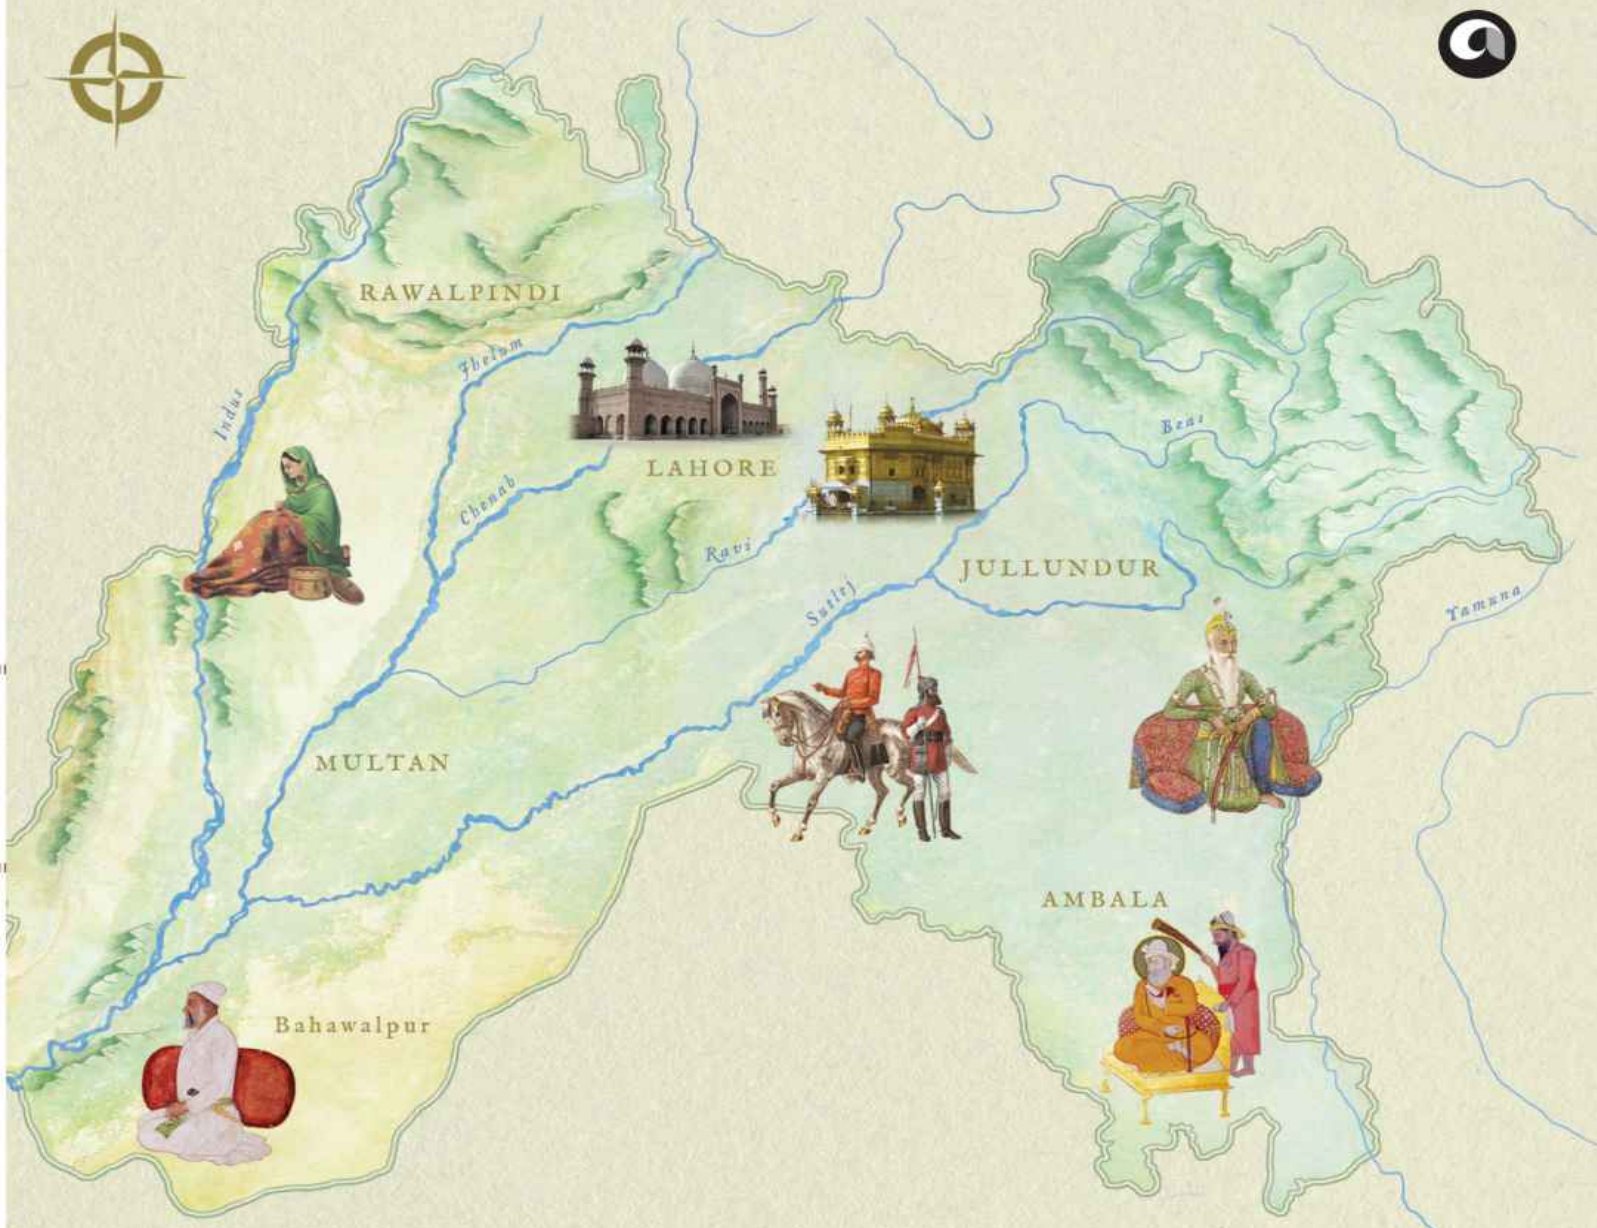 RAWALPINDI
Jhelum
Indus
Beas
LAHORE
Chenab
Ravi
JULLUNDUR
Sutlej
Yamuna
MULTAN
AMBALA
Bahawalpur